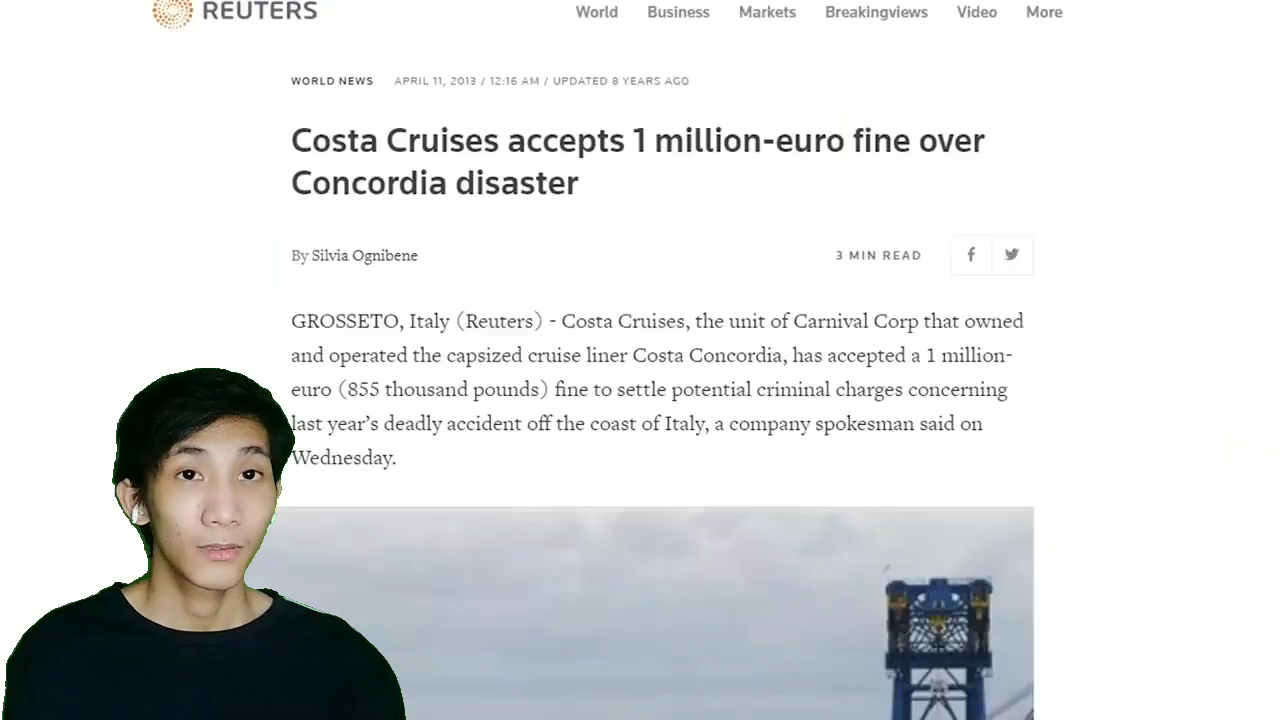 REUTERS World Business Markets Breakingviews Video More
WORLD NEWS APRIL 11, 2013 / 12:16 AM / UPDATED 8 YEARS AGO
Costa Cruises accepts 1 million-euro fine over
Concordia disaster
By Silvia Ognibene 3 MIN READ
GROSSETO, Italy (Reuters) - Costa Cruises, the unit of Carnival Corp that owned
and operated the capsized cruise liner Costa Concordia, has accepted a 1 million-
euro (855 thousand pounds) fine to settle potential criminal charges concerning
last year’s deadly accident off the coast of Italy, a company spokesman said on
Wednesday.